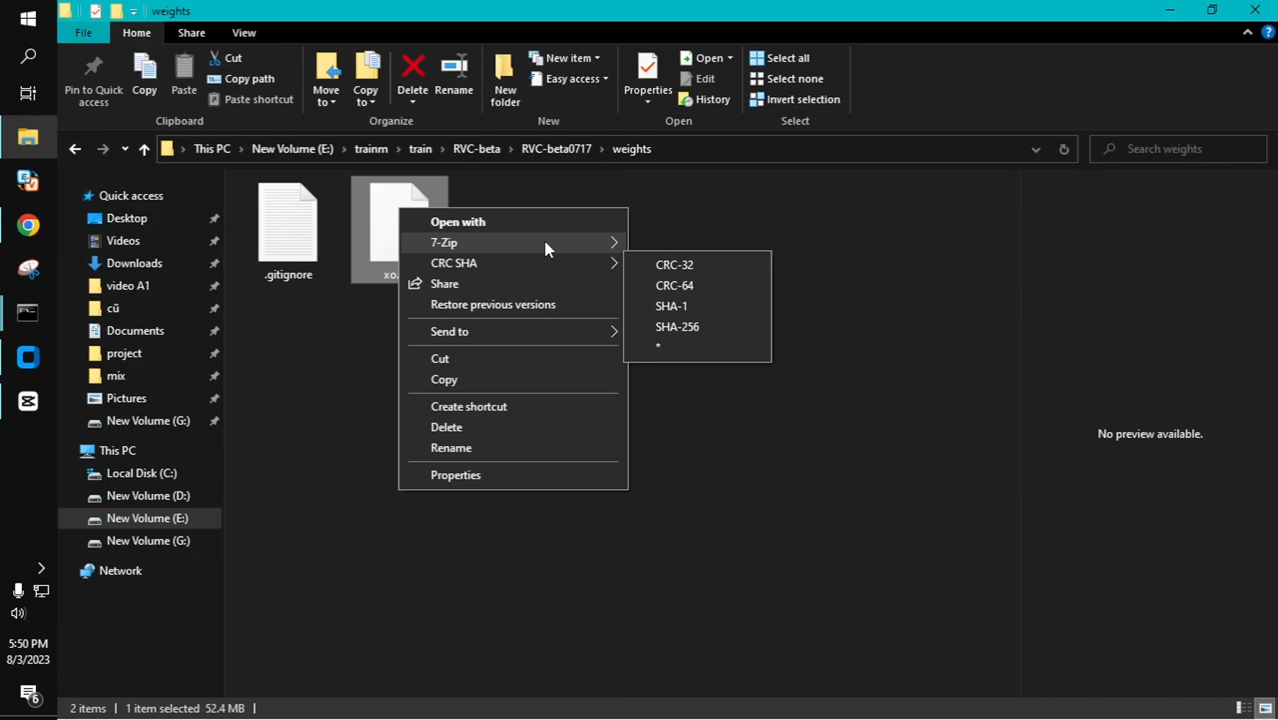 weights
File
Home
Share
View
Pin to Quick
access
Copy
Paste
Cut
Copy path
Paste shortcut
Clipboard
Move
to
Copy
to
Delete
Rename
Organize
New
folder
New item
Easy access
New
Properties
Open
Edit
History
Open
Select all
Select none
Invert selection
Select
This PC
New Volume (E:)
trainm
train
RVC-beta
RVC-beta0717
weights
Search weights
Quick access
Desktop
Videos
Downloads
video A1
cũ
Documents
project
mix
Pictures
New Volume (G:)
This PC
Local Disk (C:)
New Volume (D:)
New Volume (E:)
New Volume (G:)
Network
.gitignore
xo.
Open with
7-Zip
CRC SHA
Share
Restore previous versions
Send to
Cut
Copy
Create shortcut
Delete
Rename
Properties
CRC-32
CRC-64
SHA-1
SHA-256
*
No preview available.
5:50 PM
8/3/2023
6
2 items
1 item selected 52.4 MB